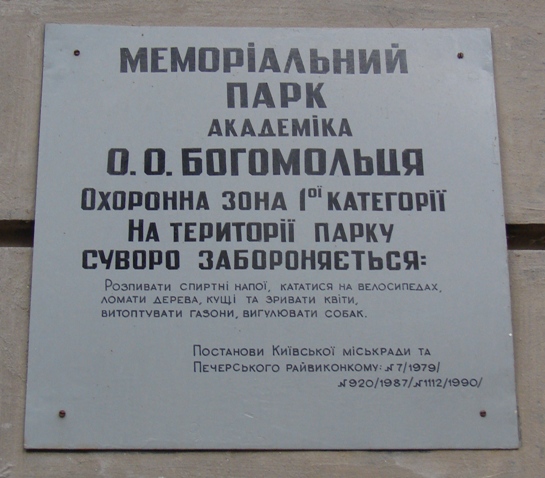 МЕМОРІАЛЬНИЙ
ПАРК
АКАДЕМІКА
О. О. БОГОМОЛЬЦЯ
ОХОРОННА ЗОНА 1ої КАТЕГОРІЇ
НА ТЕРИТОРІЇ ПАРКУ
СУВОРО ЗАБОРОНЯЄТЬСЯ:
РОЗПИВАТИ СПИРТНІ НАПОЇ, КАТАТИСЯ НА ВЕЛОСИПЕДАХ,
ЛОМАТИ ДЕРЕВА, КУЩІ ТА ЗРИВАТИ КВІТИ,
ВИТОПТУВАТИ ГАЗОНИ, ВИГУЛЮВАТИ СОБАК.
ПОСТАНОВИ КИЇВСЬКОЇ МІСЬКРАДИ ТА
ПЕЧЕРСЬКОГО РАЙВИКОНКОМУ: №7/1979/
№920/1987/№1112/1990/